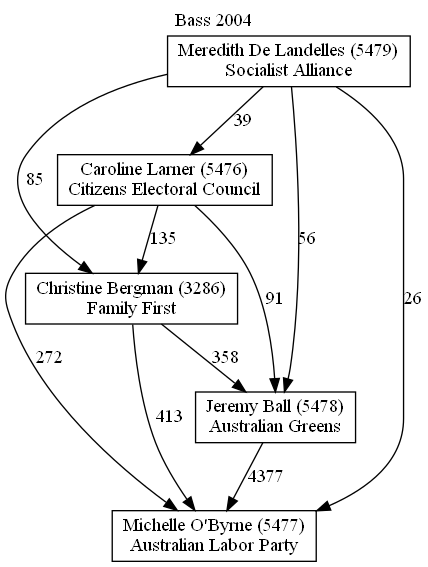 Bass 2004
Meredith De Landelles (5479)
Socialist Alliance
39
Caroline Larner (5476)
Citizens Electoral Council
85
135
56
91
26
Christine Bergman (3286)
Family First
272
358
413
Jeremy Ball (5478)
Australian Greens
4377
Michelle O'Byrne (5477)
Australian Labor Party